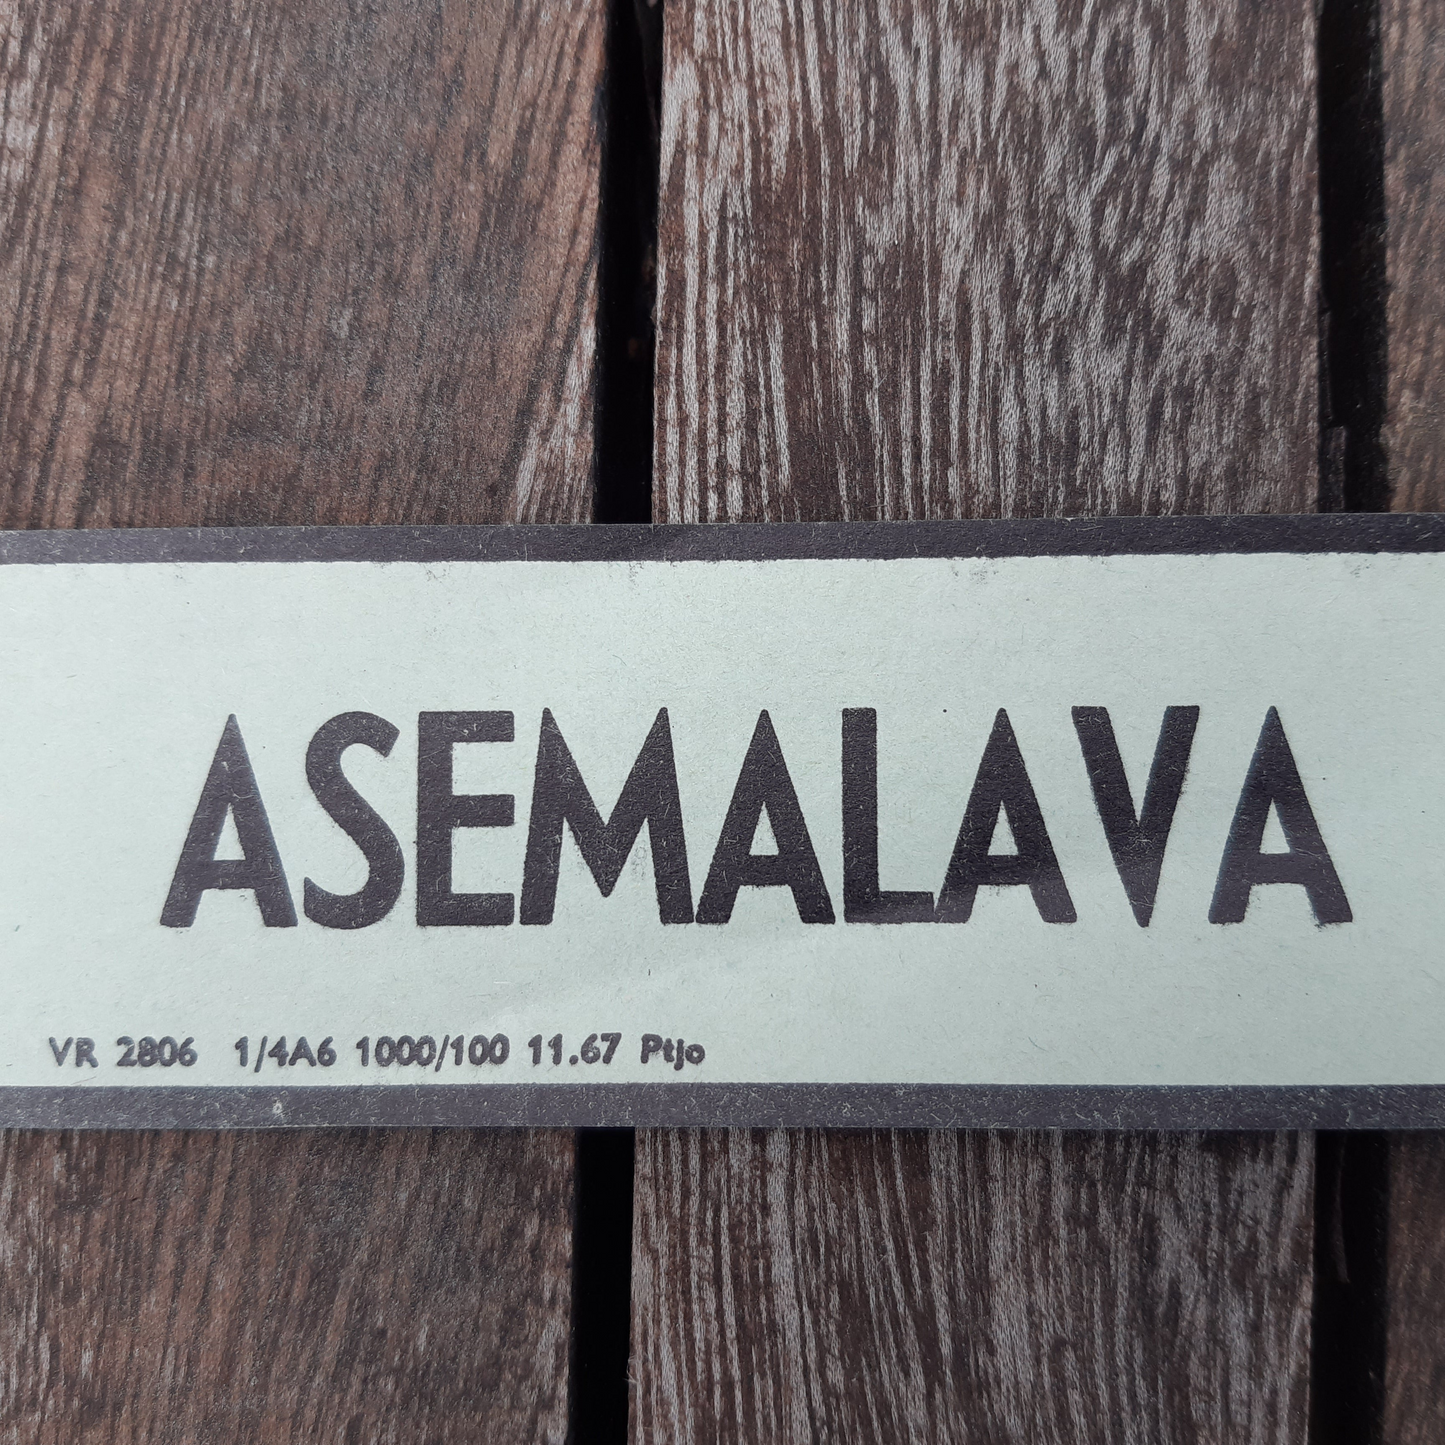 ASEMALAVA
VR 2806 1/4A6 1000/100 11.67 Ptjo